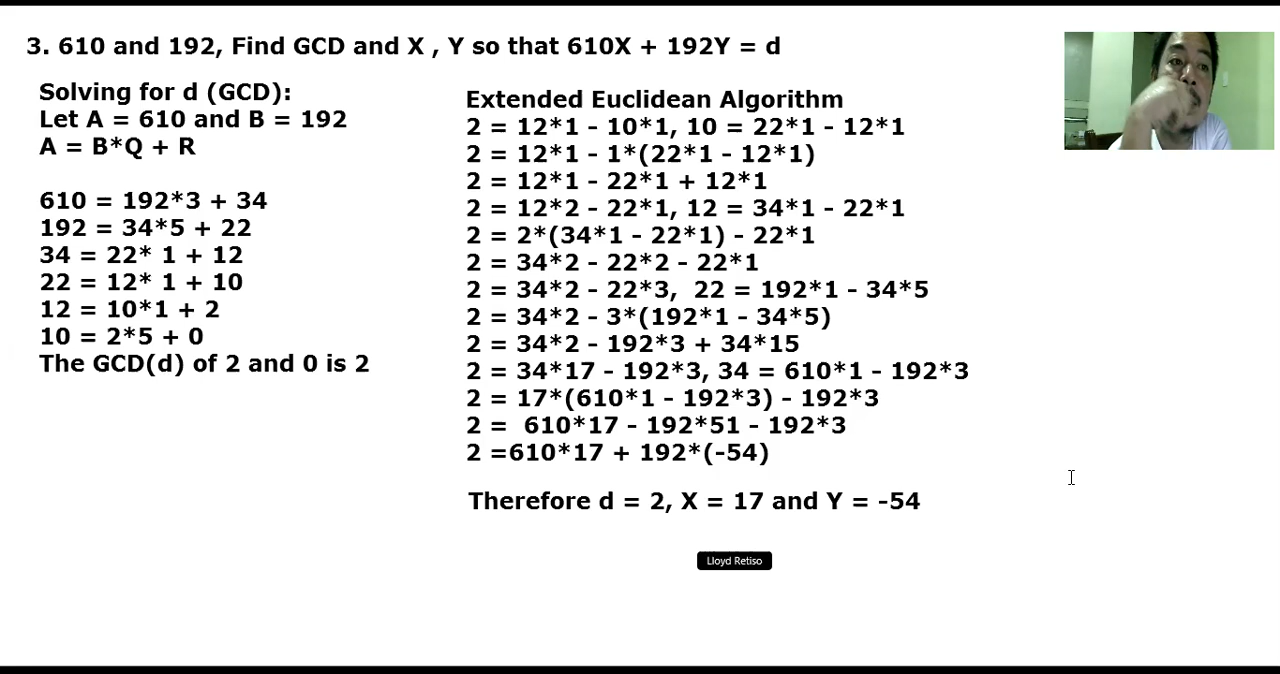 3. 610 and 192, Find GCD and X , Y so that 610X + 192Y = d
Solving for d (GCD):
Let A = 610 and B = 192
A = B*Q + R
610 = 192*3 + 34
192 = 34*5 + 22
34 = 22* 1 + 12
22 = 12* 1 + 10
12 = 10*1 + 2
10 = 2*5 + 0
The GCD(d) of 2 and 0 is 2
Extended Euclidean Algorithm
2 = 12*1 - 10*1, 10 = 22*1 - 12*1
2 = 12*1 - 1*(22*1 - 12*1)
2 = 12*1 - 22*1 + 12*1
2 = 12*2 - 22*1, 12 = 34*1 - 22*1
2 = 2*(34*1 - 22*1) - 22*1
2 = 34*2 - 22*2 - 22*1
2 = 34*2 - 22*3,  22 = 192*1 - 34*5
2 = 34*2 - 3*(192*1 - 34*5)
2 = 34*2 - 192*3 + 34*15
2 = 34*17 - 192*3, 34 = 610*1 - 192*3
2 = 17*(610*1 - 192*3) - 192*3
2 =  610*17 - 192*51 - 192*3
2 =610*17 + 192*(-54)
Therefore d = 2, X = 17 and Y = -54
Lloyd Retiso